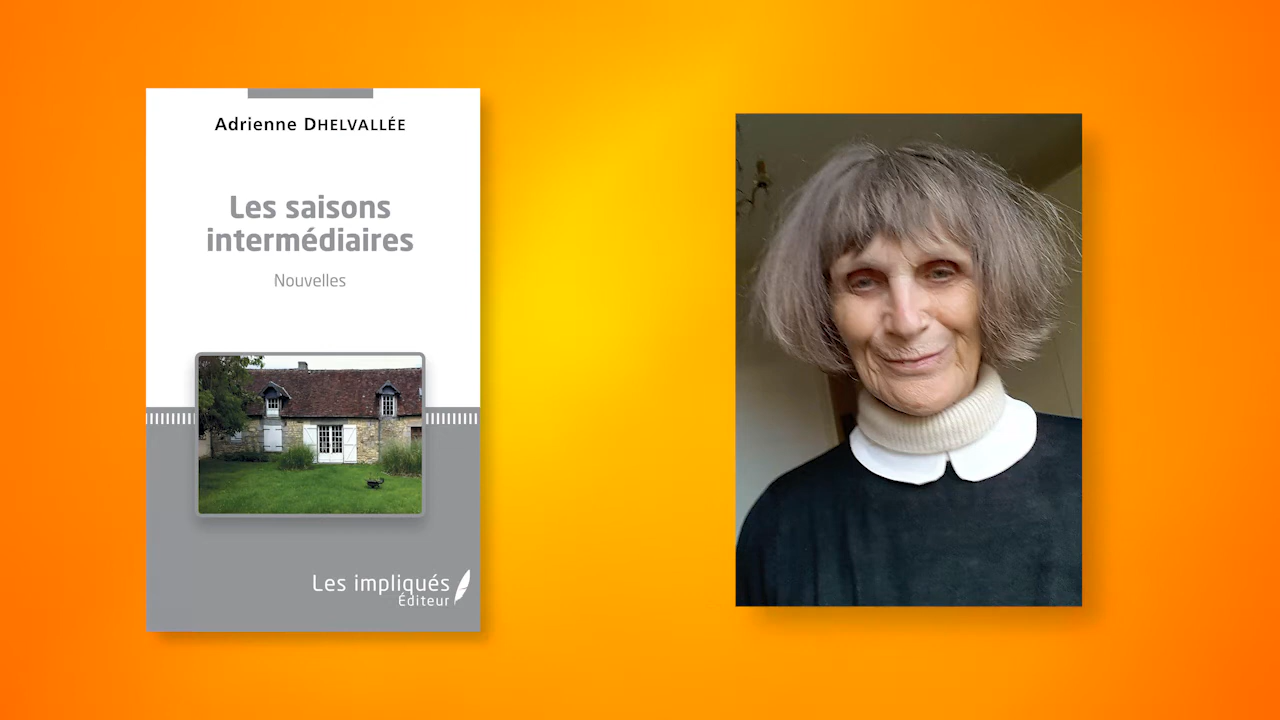 Adrienne DHELVALLÉE
Les saisons
intermédiaires
Nouvelles
Les impliqués
Éditeur